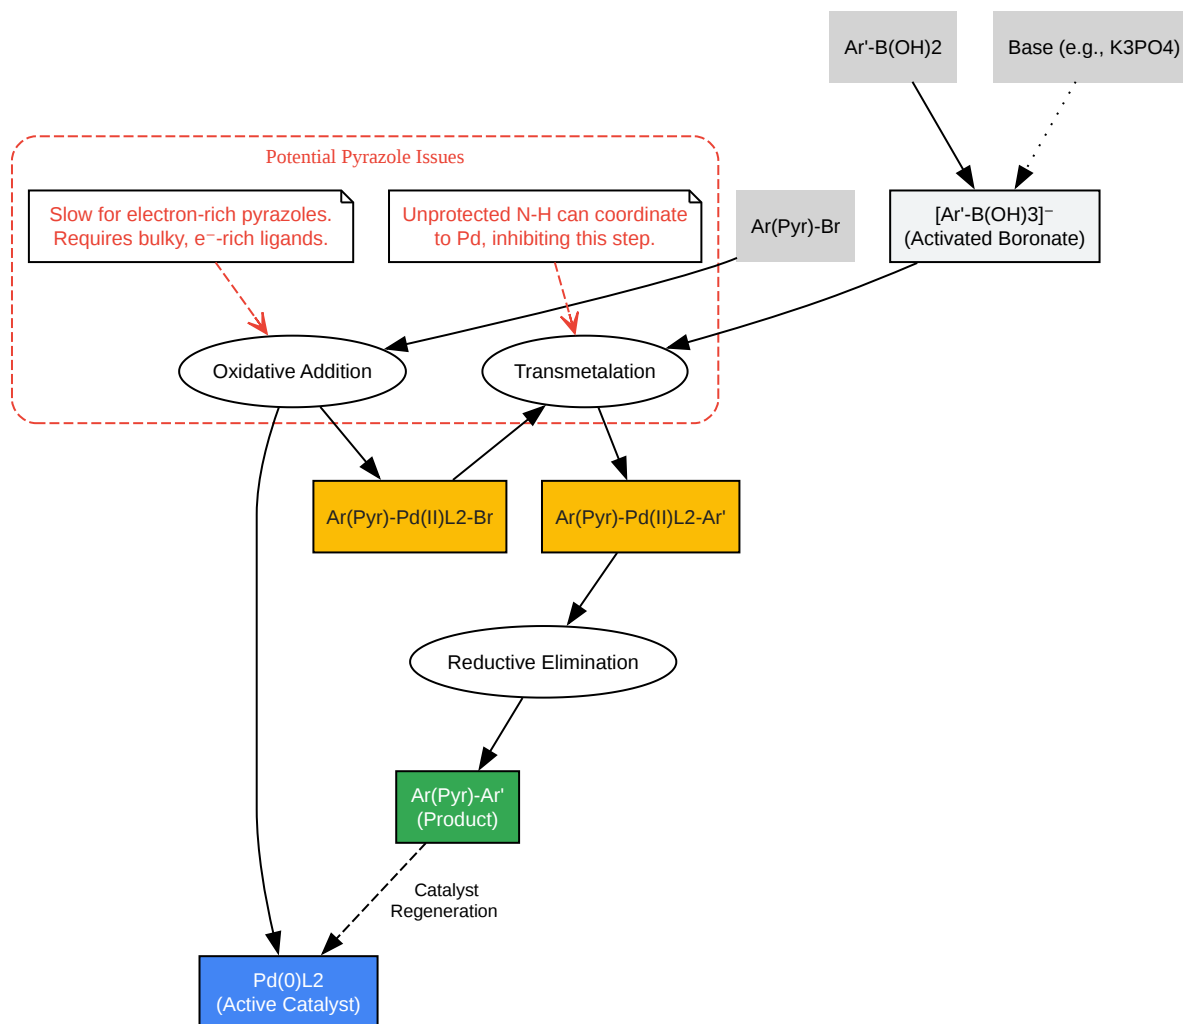 Ar'-B(OH)2
Base (e.g., K3PO4)
Potential Pyrazole Issues
Slow for electron-rich pyrazoles.
Requires bulky, e⁻-rich ligands.
Unprotected N-H can coordinate
to Pd, inhibiting this step.
Ar(Pyr)-Br
[Ar'-B(OH)3]⁻
(Activated Boronate)
Oxidative Addition
Transmetalation
Ar(Pyr)-Pd(II)L2-Br
Ar(Pyr)-Pd(II)L2-Ar'
Reductive Elimination
Ar(Pyr)-Ar'
(Product)
Catalyst
Regeneration
Pd(0)L2
(Active Catalyst)